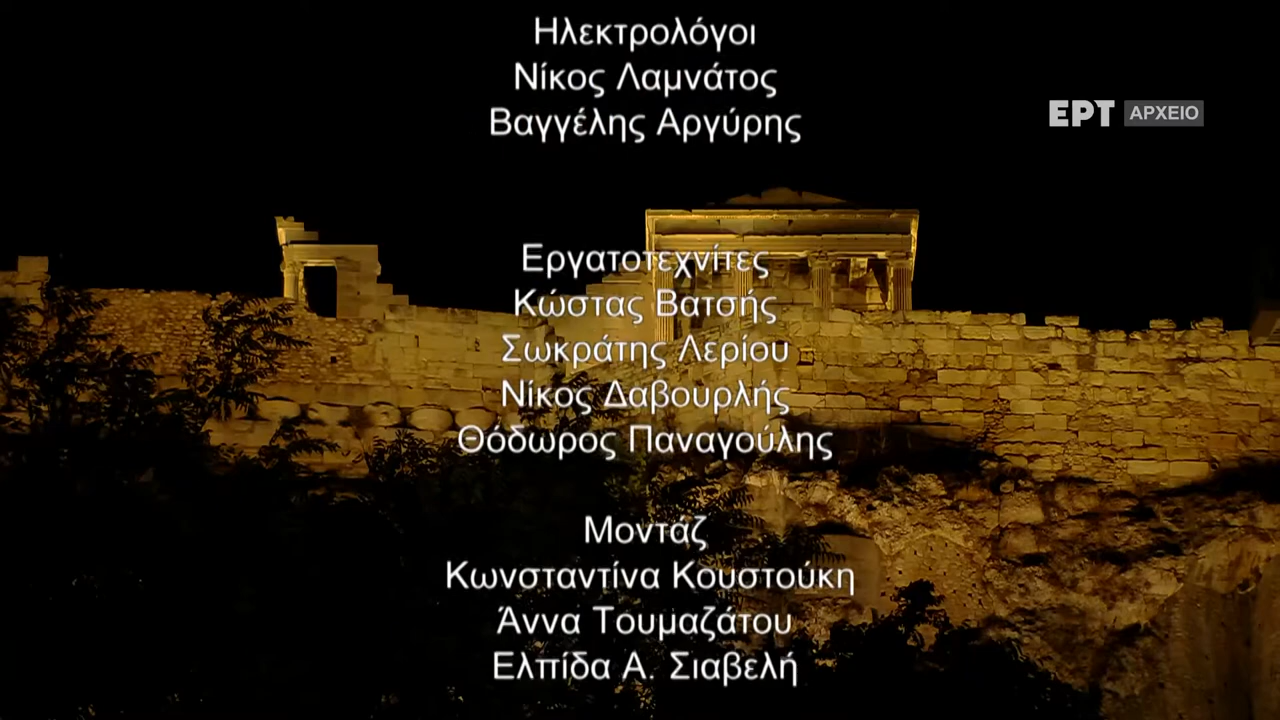 Ηλεκτρολόγοι
Νίκος Λαμνάτος
Βαγγέλης Αργύρης
ΕΡΤ ΑΡΧΕΙΟ
Εργατοτεχνίτες
Κώστας Βατσής
Σωκράτης Λερίου
Νίκος Δαβουρλής
Θόδωρος Παναγούλης
Μοντάζ
Κωνσταντίνα Κουστούκη
Άννα Τουμαζάτου
Ελπίδα Α. Σιαβελή